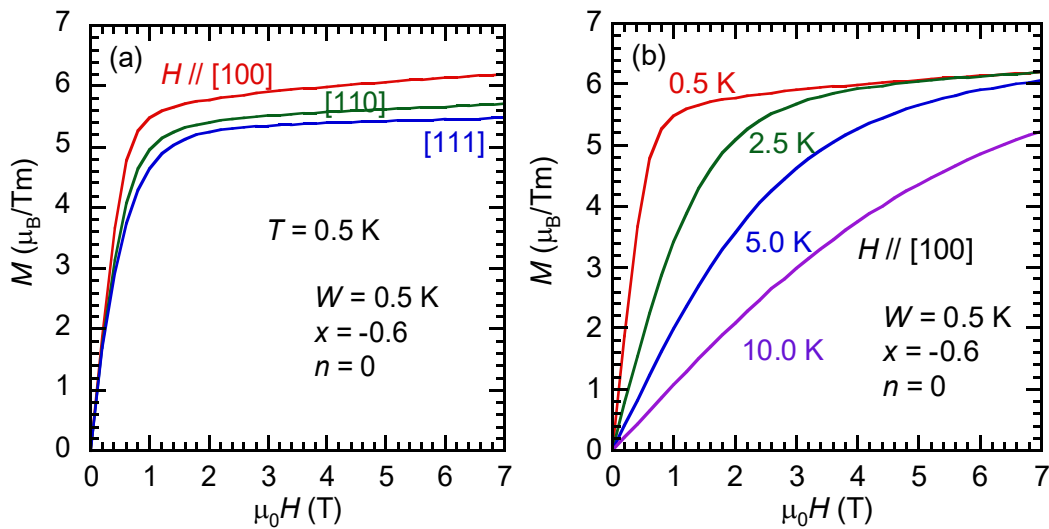 (a)
H // [100]
[110]
[111]
T = 0.5 K
W = 0.5 K
x = -0.6
n = 0
M (μB/Tm)
7
6
5
4
3
2
1
0
0 1 2 3 4 5 6 7
μ0H (T)
(b)
0.5 K
2.5 K
5.0 K
H // [100]
10.0 K
W = 0.5 K
x = -0.6
n = 0
M (μB/Tm)
7
6
5
4
3
2
1
0
0 1 2 3 4 5 6 7
μ0H (T)